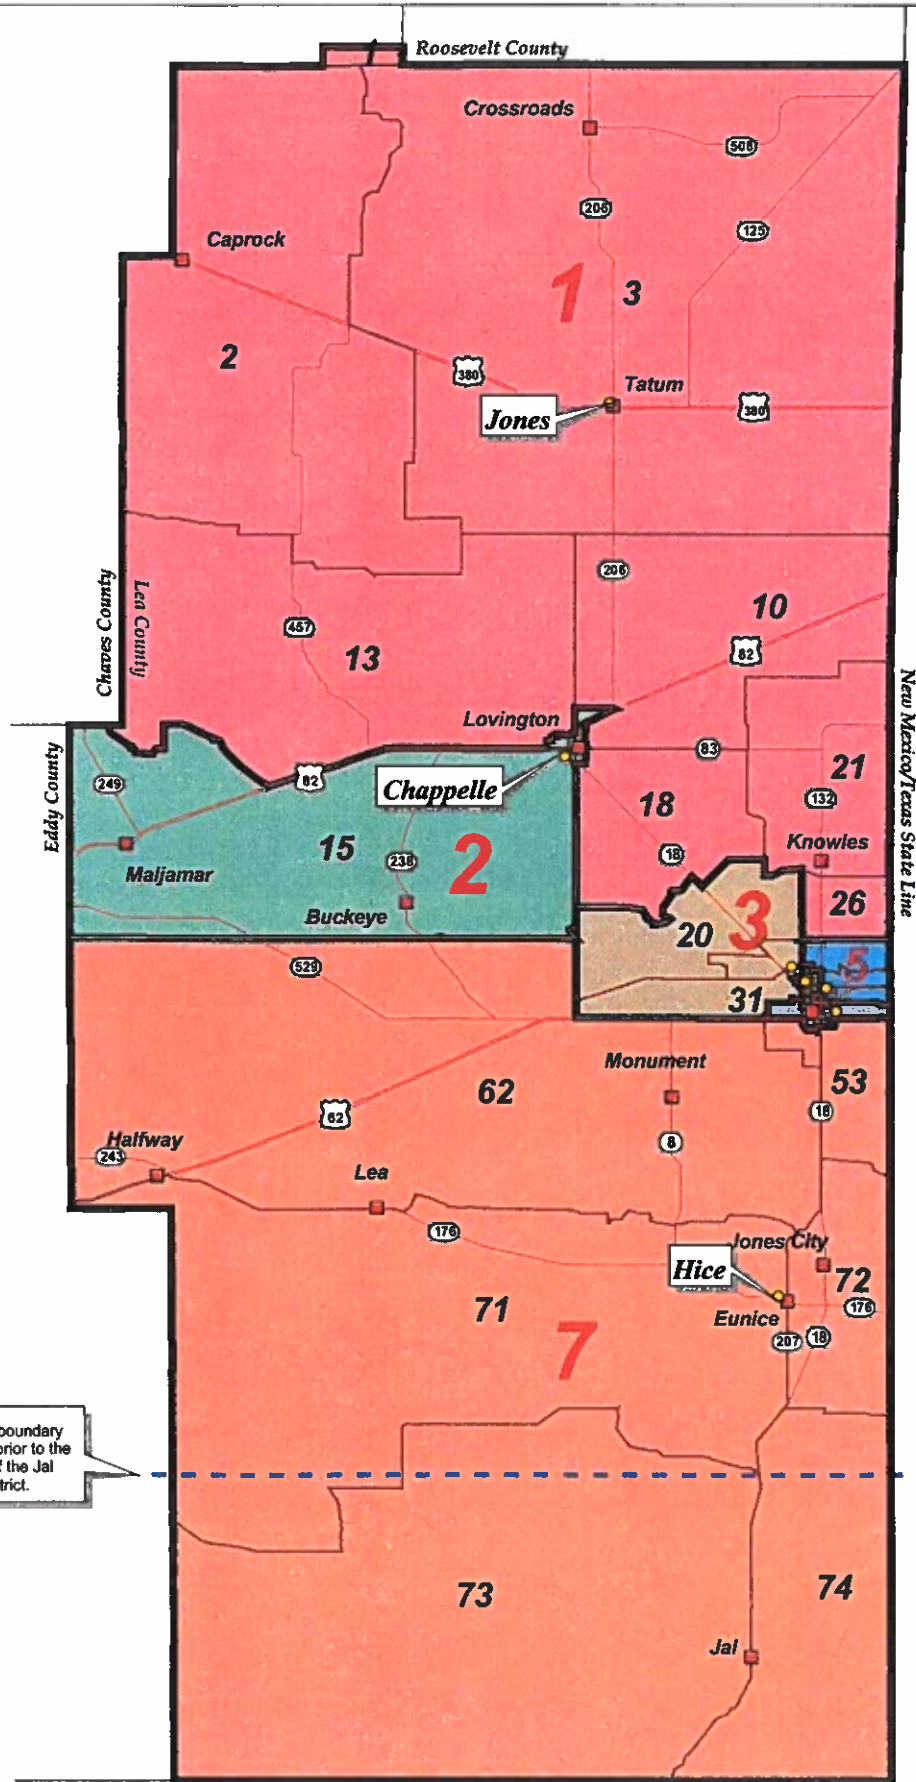 Roosevelt County
Crossroads
508
206
125
Caprock
1
3
2
380
Tatum
380
Jones
Chaves County
Lea County
206
10
457
82
13
New Mexico/Texas State Line
Lovington
83
21
Eddy County
249
82
Chappelle
132
18
Knowles
15
2
238
18
Maljamar
Buckeye
26
3
20
5
529
31
Monument
53
62
62
18
8
Halfway
243
Lea
176
Jones City
Hice
72
176
71
Eunice
207
18
7
boundary
prior to the
f the Jal
trict.
73
74
Jal